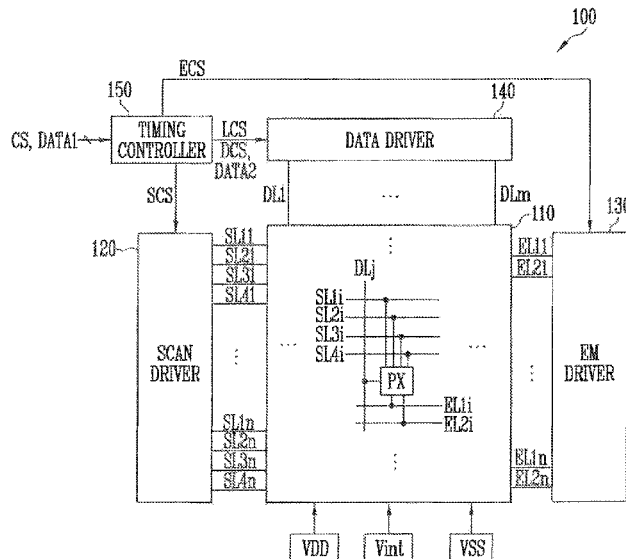 100
ECS
150
140
TIMING
CONTROLLER
CS, DATA1
LCS
DCS,
DATA2
DATA DRIVER
SCS
DL1
...
DLm
110
130
120
SL11
SL21
SL31
SL41
EL11
EL21
DLj
SL1i
SL2i
SL3i
SL4i
SCAN
DRIVER
PX
EM
DRIVER
EL1i
EL2i
SL1n
SL2n
SL3n
SL4n
EL1n
EL2n
VDD
Vint
VSS